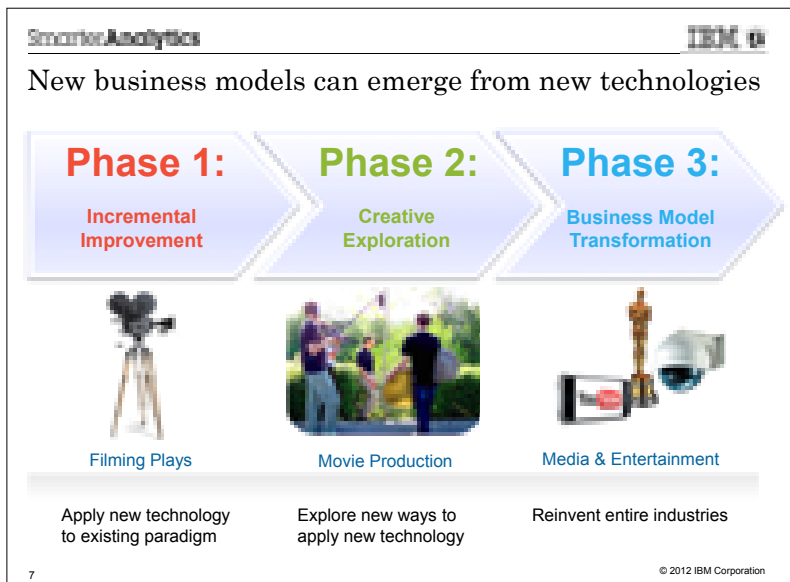 SmarterAnalytics
IBM
New business models can emerge from new technologies
Phase 1:
Incremental
Improvement
Phase 2:
Creative
Exploration
Phase 3:
Business Model
Transformation
You
Filming Plays
Movie Production
Media & Entertainment
Apply new technology
to existing paradigm
Explore new ways to
apply new technology
Reinvent entire industries
7
© 2012 IBM Corporation